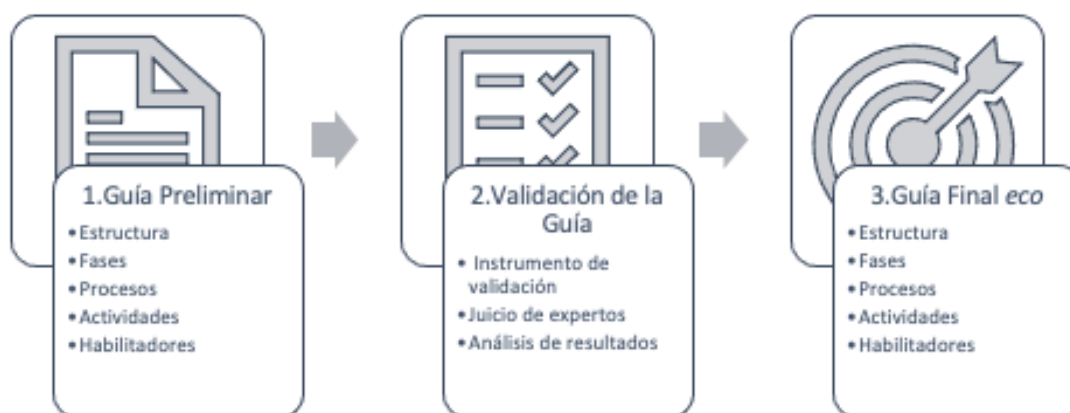 1.Guía Preliminar
•Estructura
•Fases
•Procesos
•Actividades
•Habilitadores
2.Validación de la
Guía
• Instrumento de
validación
•Juicio de expertos
•Análisis de resultados
3.Guía Final eco
•Estructura
•Fases
•Procesos
•Actividades
•Habilitadores